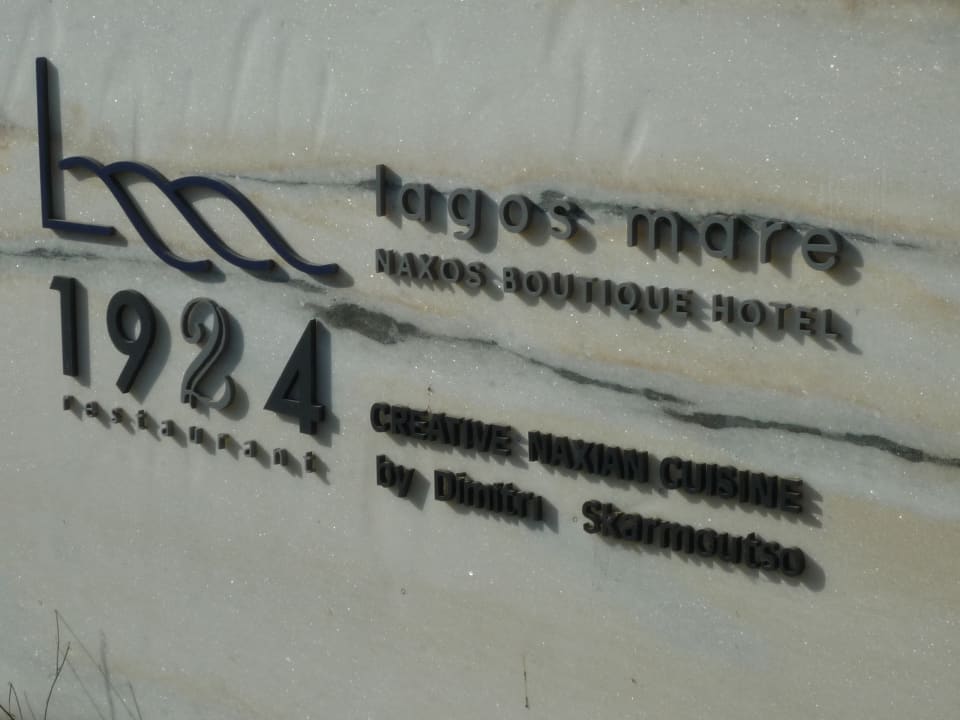 lagos mare
NAXOS BOUTIQUE HOTEL
1924
restaurant
CREATIVE NAXIAN CUISINE
by Dimitri Skarmoutso